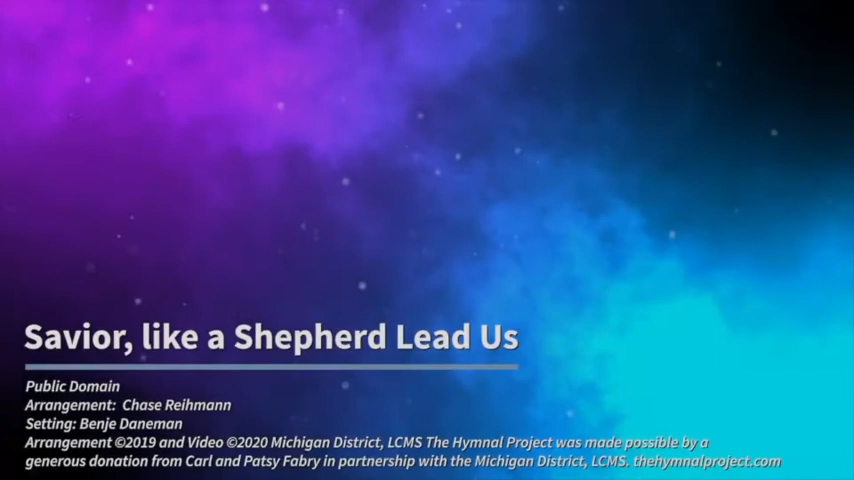 Savior, like a Shepherd Lead Us
Public Domain
Arrangement: Chase Reihmann
Setting: Benje Daneman
Arrangement ©2019 and Video ©2020 Michigan District, LCMS The Hymnal Project was made possible by a
generous donation from Carl and Patsy Fabry in partnership with the Michigan District, LCMS. thehymnalproject.com